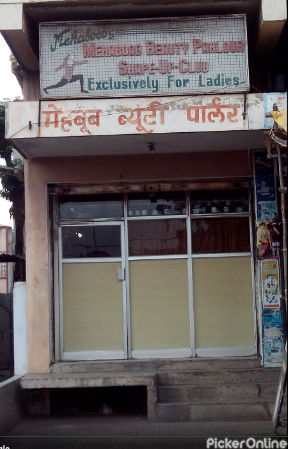 Mehaboob's
MEHABOOB BEAUTY PARLOUR
SHAPE-UP-CLUB
Exclusively For Ladies
मेहबूब ब्यूटी पार्लर
PickerOnline